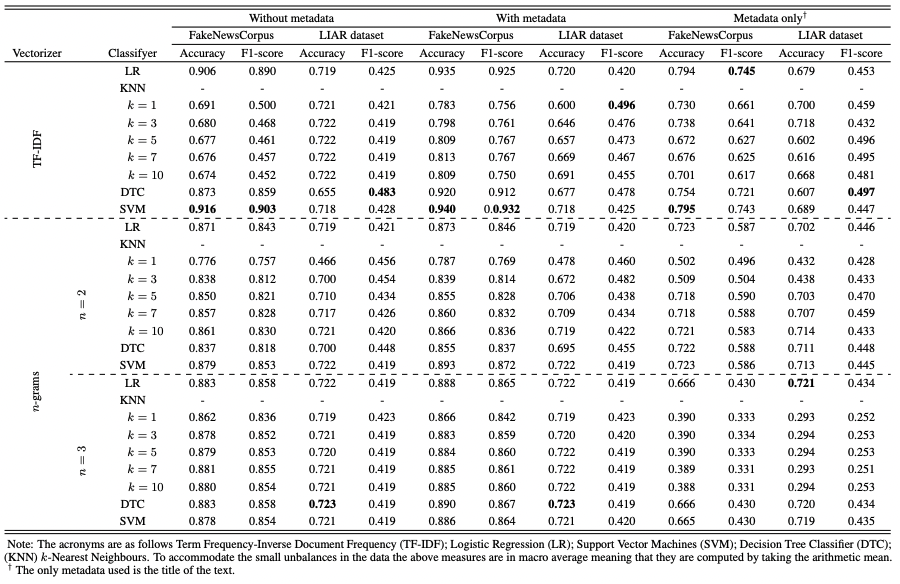 Without metadata With metadata Metadata only†
FakeNewsCorpus LIAR dataset FakeNewsCorpus LIAR dataset FakeNewsCorpus LIAR dataset
Vectorizer Classifyer Accuracy F1-score Accuracy F1-score Accuracy F1-score Accuracy F1-score Accuracy F1-score Accuracy F1-score
TF-IDF
LR 0.906 0.890 0.719 0.425 0.935 0.925 0.720 0.420 0.794 0.745 0.679 0.453
KNN - - - - - - - - - - - -
k = 1 0.691 0.500 0.721 0.421 0.783 0.756 0.600 0.496 0.730 0.661 0.700 0.459
k = 3 0.680 0.468 0.722 0.419 0.798 0.761 0.646 0.476 0.738 0.641 0.718 0.432
k = 5 0.677 0.461 0.722 0.419 0.809 0.767 0.657 0.473 0.672 0.627 0.602 0.496
k = 7 0.676 0.457 0.722 0.419 0.813 0.767 0.669 0.467 0.676 0.625 0.616 0.495
k = 10 0.674 0.452 0.722 0.419 0.809 0.750 0.691 0.455 0.701 0.617 0.668 0.481
DTC 0.873 0.859 0.655 0.483 0.920 0.912 0.677 0.478 0.754 0.721 0.607 0.497
SVM 0.916 0.903 0.718 0.428 0.940 0.0.932 0.718 0.425 0.795 0.743 0.689 0.447
n-grams
n = 2
LR 0.871 0.843 0.719 0.421 0.873 0.846 0.719 0.420 0.723 0.587 0.702 0.446
KNN - - - - - - - - - - - -
k = 1 0.776 0.757 0.466 0.456 0.787 0.769 0.478 0.460 0.502 0.496 0.432 0.428
k = 3 0.838 0.812 0.700 0.454 0.839 0.814 0.672 0.482 0.509 0.504 0.438 0.433
k = 5 0.850 0.821 0.710 0.434 0.855 0.828 0.706 0.438 0.718 0.590 0.703 0.470
k = 7 0.857 0.828 0.717 0.426 0.860 0.832 0.709 0.434 0.718 0.588 0.707 0.459
k = 10 0.861 0.830 0.721 0.420 0.866 0.836 0.719 0.422 0.721 0.583 0.714 0.433
DTC 0.837 0.818 0.700 0.448 0.855 0.837 0.695 0.455 0.722 0.588 0.711 0.448
SVM 0.879 0.853 0.722 0.419 0.893 0.872 0.722 0.419 0.723 0.586 0.713 0.445
n = 3
LR 0.883 0.858 0.722 0.419 0.888 0.865 0.722 0.419 0.666 0.430 0.721 0.434
KNN - - - - - - - - - - - -
k = 1 0.862 0.836 0.719 0.423 0.866 0.842 0.719 0.423 0.390 0.333 0.293 0.252
k = 3 0.878 0.852 0.721 0.419 0.883 0.859 0.720 0.420 0.390 0.334 0.294 0.253
k = 5 0.879 0.853 0.720 0.419 0.884 0.860 0.722 0.419 0.390 0.333 0.294 0.253
k = 7 0.881 0.855 0.721 0.419 0.885 0.861 0.722 0.419 0.389 0.331 0.293 0.251
k = 10 0.880 0.854 0.721 0.419 0.885 0.860 0.722 0.419 0.388 0.331 0.294 0.253
DTC 0.883 0.858 0.723 0.419 0.890 0.867 0.723 0.419 0.666 0.430 0.720 0.434
SVM 0.878 0.854 0.721 0.419 0.886 0.864 0.721 0.420 0.665 0.430 0.719 0.435
Note: The acronyms are as follows Term Frequency-Inverse Document Frequency (TF-IDF); Logistic Regression (LR); Support Vector Machines (SVM); Decision Tree Classifier (DTC);
(KNN) k-Nearest Neighbours. To accommodate the small unbalances in the data the above measures are in macro average meaning that they are computed by taking the arithmetic mean.
† The only metadata used is the title of the text.